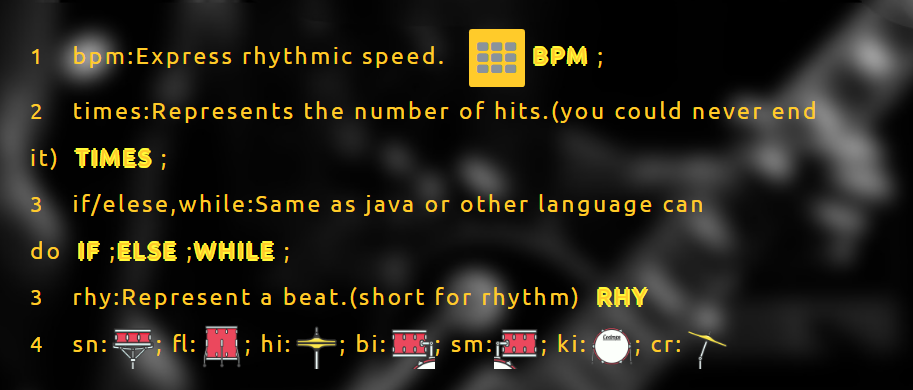 1 bpm:Express rhythmic speed. BPM ;
2 times:Represents the number of hits.(you could never end
it) TIMES ;
3 if/elese,while:Same as java or other language can
do IF ;ELSE ;WHILE ;
3 rhy:Represent a beat.(short for rhythm) RHY
4 sn: ; fl: ; hi: ; bi: ; sm: ; ki: ; cr: